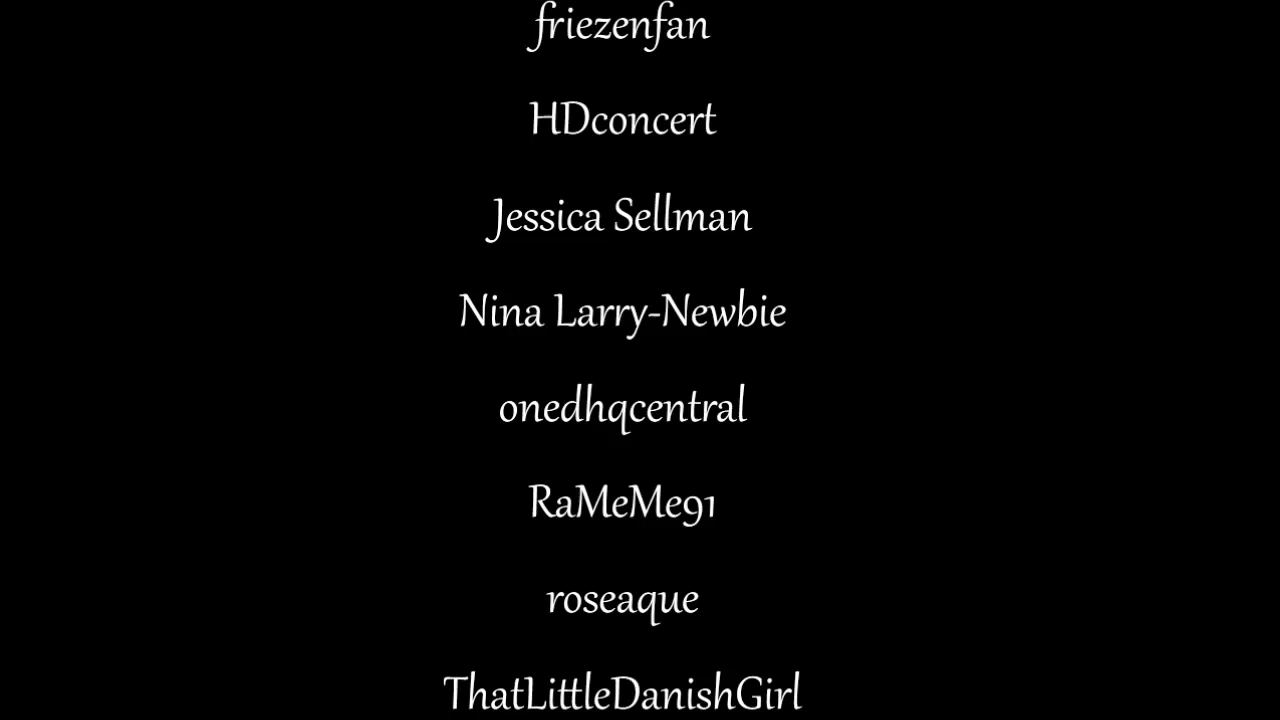 friezenfan
HDconcert
Jessica Sellman
Nina Larry-Newbie
onedhqcentral
RaMeMe91
roseaque
ThatLittleDanishGirl